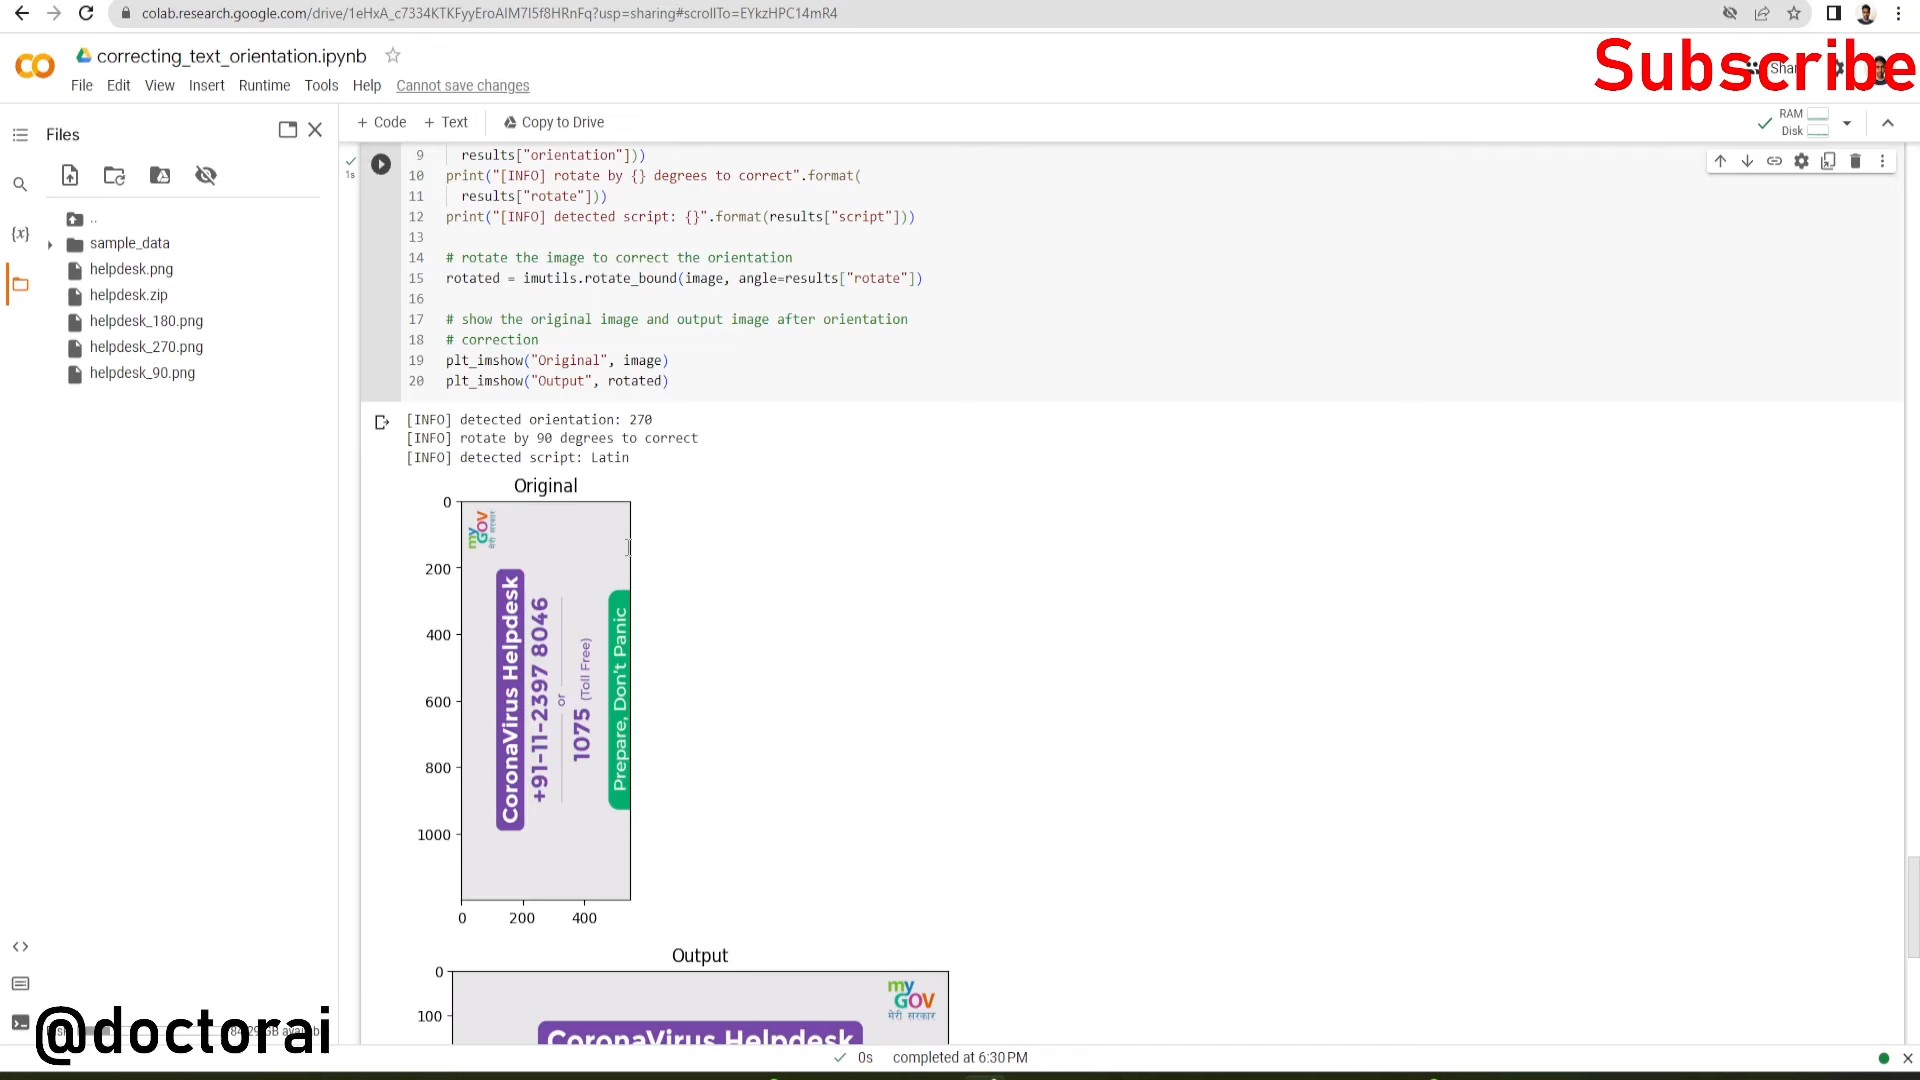 colab.research.google.com/drive/1eHxA_c7334KTKFyyEroAIM7I5f8HRnFq?usp=sharing#scrollTo=EYkzHPC14mR4
correcting_text_orientation.ipynb
Subscribe
File Edit View Insert Runtime Tools Help Cannot save changes
Files
+ Code + Text Copy to Drive
RAM
Disk
..
sample_data
helpdesk.png
helpdesk.zip
helpdesk_180.png
helpdesk_270.png
helpdesk_90.png
1s
9 results["orientation"]))
10 print("[INFO] rotate by {} degrees to correct".format(
11 results["rotate"]))
12 print("[INFO] detected script: {}".format(results["script"]))
13
14 # rotate the image to correct the orientation
15 rotated = imutils.rotate_bound(image, angle=results["rotate"])
16
17 # show the original image and output image after orientation
18 # correction
19 plt_imshow("Original", image)
20 plt_imshow("Output", rotated)
[INFO] detected orientation: 270
[INFO] rotate by 90 degrees to correct
[INFO] detected script: Latin
Original
0
200
400
600
800
1000
0 200 400
my
GOV
मेरी सरकार
CoronaVirus Helpdesk
+91-11-2397 8046
or
1075 (Toll Free)
Prepare, Don't Panic
Output
0
100
my
GOV
मेरी सरकार
CoronaVirus Helpdesk
@doctorai
0s completed at 6:30 PM